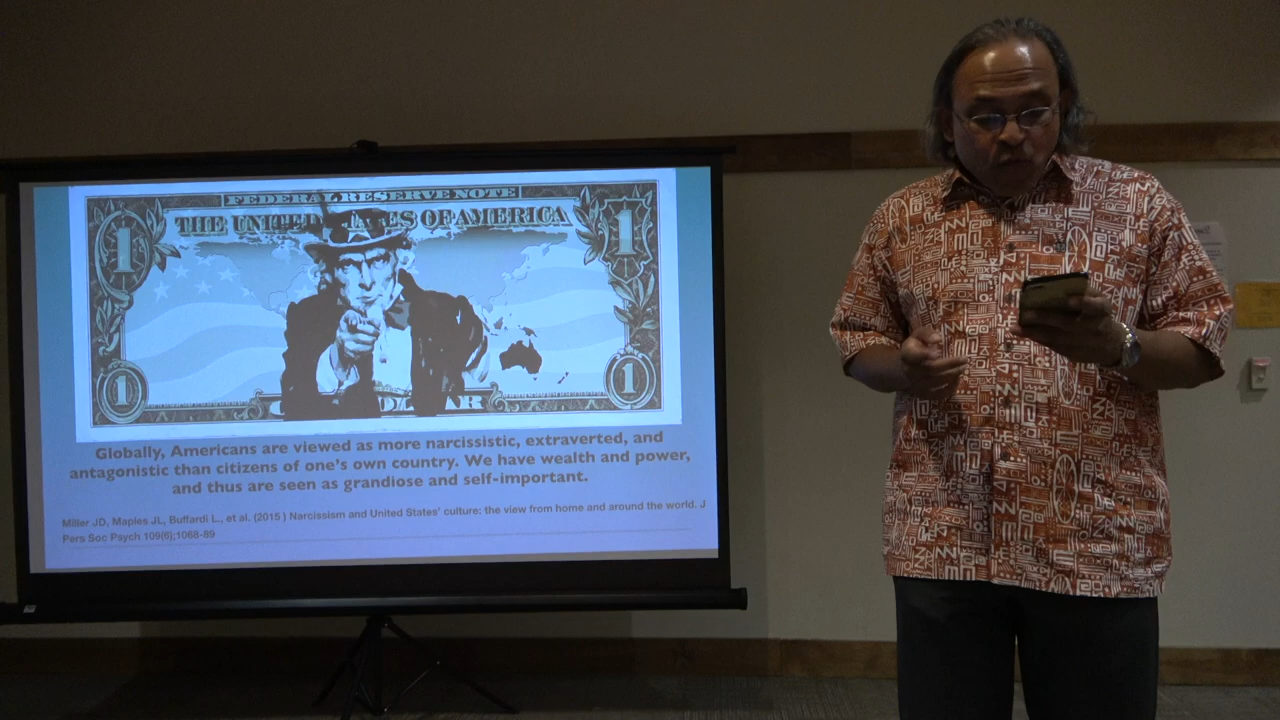 FEDERAL RESERVE NOTE
THE UNITED STATES OF AMERICA
1 1
1 1
Globally, Americans are viewed as more narcissistic, extraverted, and
antagonistic than citizens of one's own country. We have wealth and power,
and thus are seen as grandiose and self-important.
Miller JD, Maples JL, Buffardi L., et al. (2015 ) Narcissism and United States' culture: the view from home and around the world. J
Pers Soc Psych 109(6);1068-89